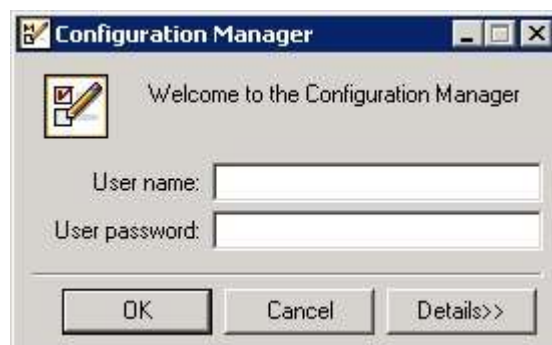 Configuration Manager
Welcome to the Configuration Manager
User name:
User password:
OK
Cancel
Details>>